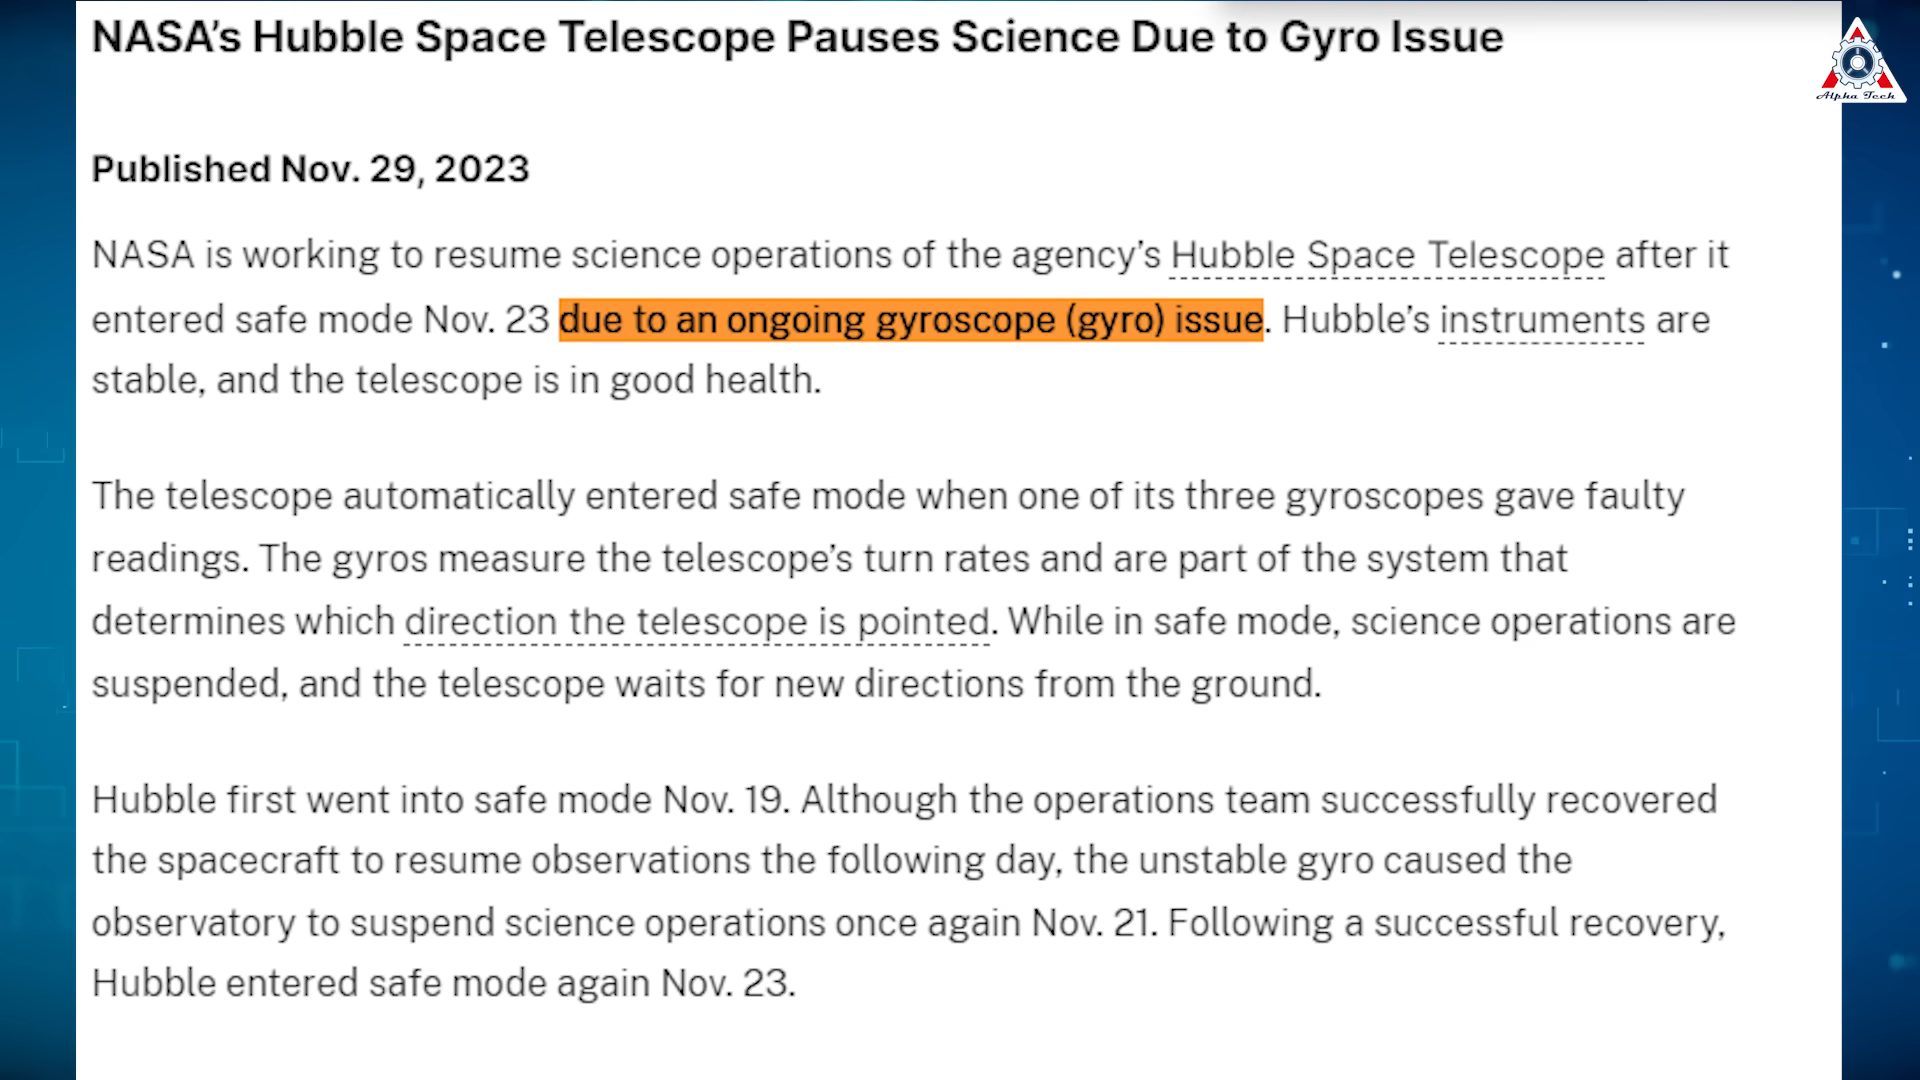 NASA’s Hubble Space Telescope Pauses Science Due to Gyro Issue
Alpha Tech
Published Nov. 29, 2023
NASA is working to resume science operations of the agency’s Hubble Space Telescope after it
entered safe mode Nov. 23 due to an ongoing gyroscope (gyro) issue. Hubble’s instruments are
stable, and the telescope is in good health.
The telescope automatically entered safe mode when one of its three gyroscopes gave faulty
readings. The gyros measure the telescope’s turn rates and are part of the system that
determines which direction the telescope is pointed. While in safe mode, science operations are
suspended, and the telescope waits for new directions from the ground.
Hubble first went into safe mode Nov. 19. Although the operations team successfully recovered
the spacecraft to resume observations the following day, the unstable gyro caused the
observatory to suspend science operations once again Nov. 21. Following a successful recovery,
Hubble entered safe mode again Nov. 23.